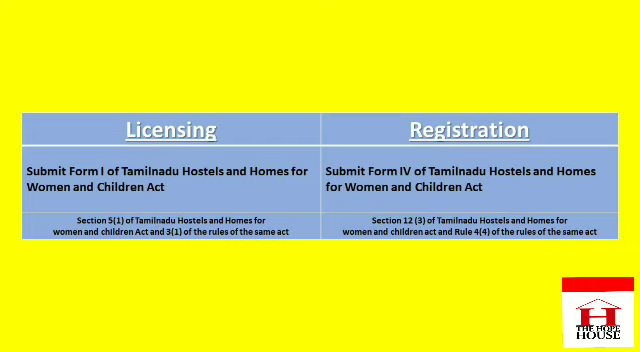 Licensing
Registration
Submit Form I of Tamilnadu Hostels and Homes for
Women and Children Act
Submit Form IV of Tamilnadu Hostels and Homes
for Women and Children Act
Section 5(1) of Tamilnadu Hostels and Homes for
women and children Act and 3(1) of the rules of the same act
Section 12 (3) of Tamilnadu Hostels and Homes for
women and children act and Rule 4(4) of the rules of the same act
H
THE HOPE
HOUSE